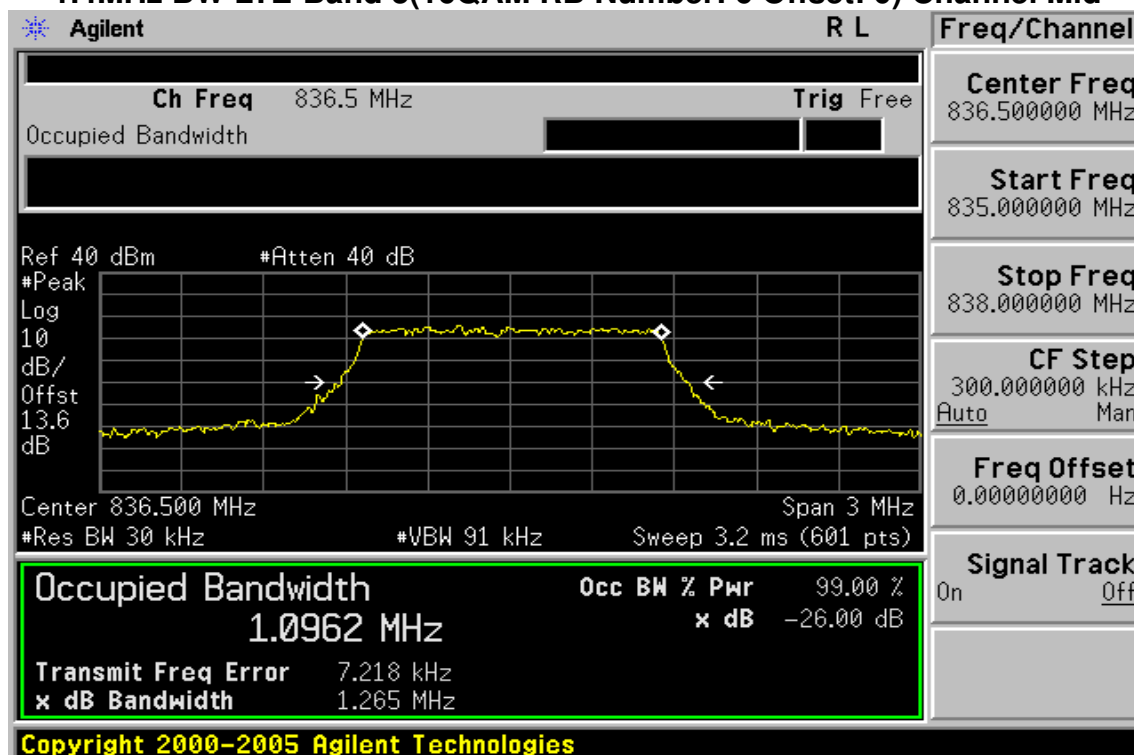 Agilent R L Freq/Channel
Ch Freq 836.5 MHz Trig Free
Occupied Bandwidth
Center Freq
836.500000 MHz
Start Freq
835.000000 MHz
Stop Freq
838.000000 MHz
CF Step
300.000000 kHz
Auto Man
Freq Offset
0.00000000 Hz
Signal Track
On Off
Ref 40 dBm #Atten 40 dB
#Peak
Log
10
dB/
Offst
13.6
dB
Center 836.500 MHz Span 3 MHz
#Res BW 30 kHz #VBW 91 kHz Sweep 3.2 ms (601 pts)
Occupied Bandwidth Occ BW % Pwr 99.00 %
1.0962 MHz x dB -26.00 dB
Transmit Freq Error 7.218 kHz
x dB Bandwidth 1.265 MHz
Copyright 2000-2005 Agilent Technologies